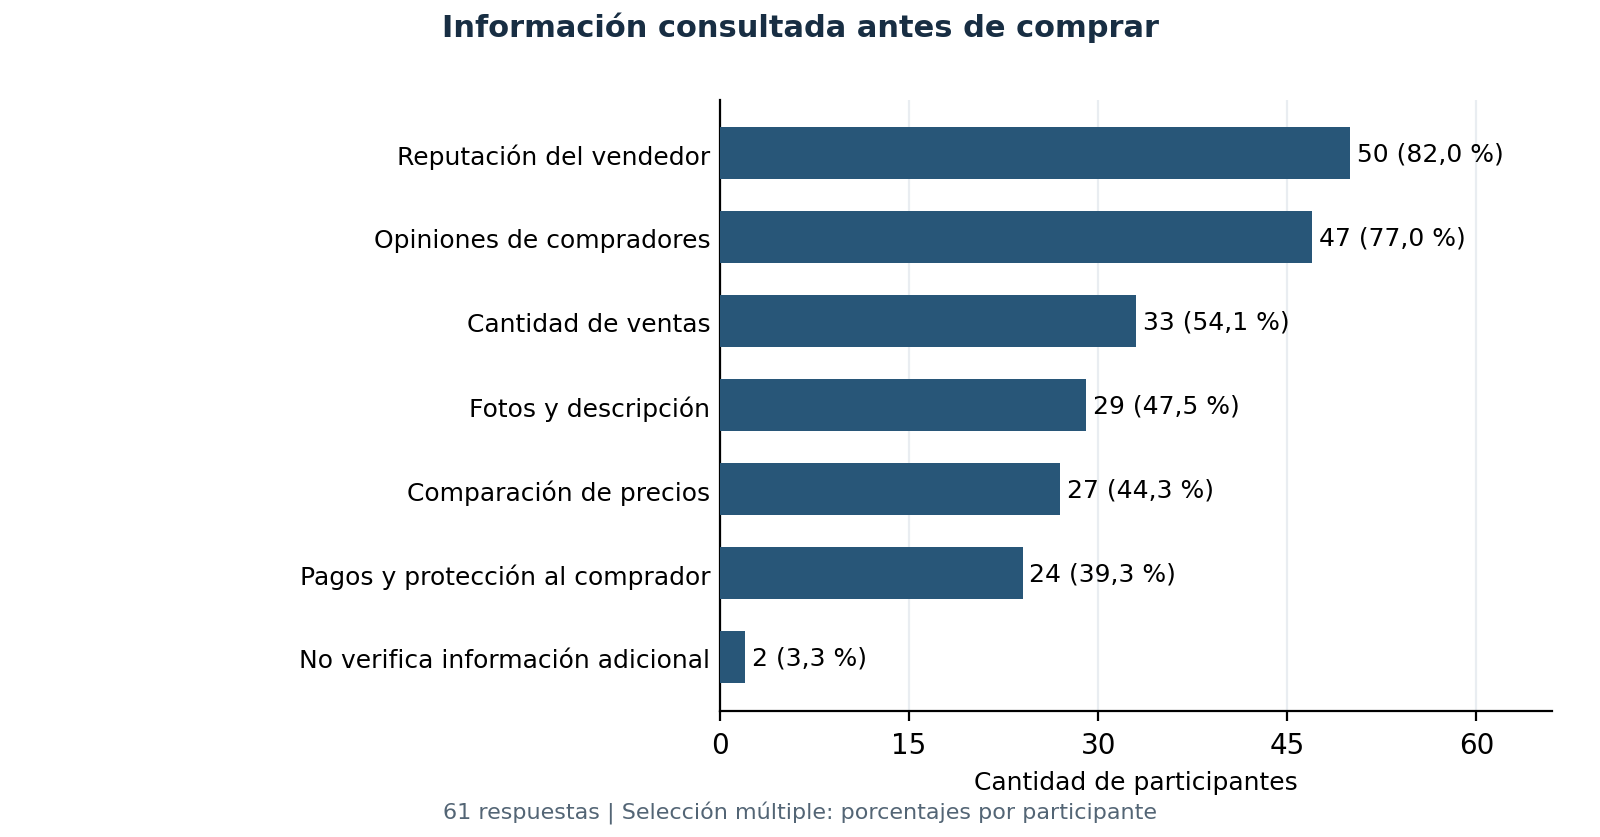 Información consultada antes de comprar
Reputación del vendedor 50 (82,0 %)
Opiniones de compradores 47 (77,0 %)
Cantidad de ventas 33 (54,1 %)
Fotos y descripción 29 (47,5 %)
Comparación de precios 27 (44,3 %)
Pagos y protección al comprador 24 (39,3 %)
No verifica información adicional 2 (3,3 %)
0 15 30 45 60
Cantidad de participantes
61 respuestas | Selección múltiple: porcentajes por participante